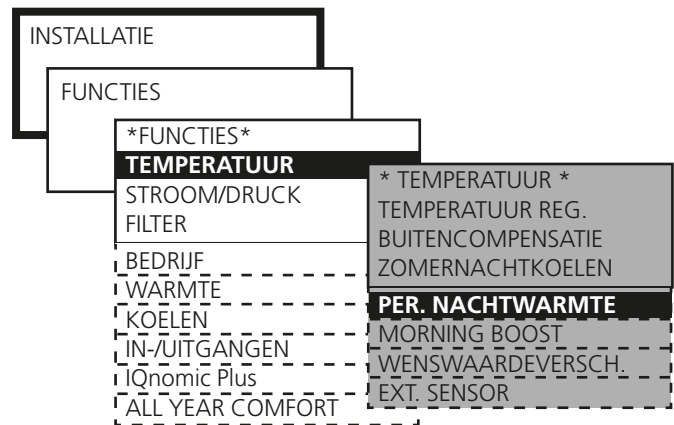 INSTALLATIE
FUNCTIES
*FUNCTIES*
TEMPERATUUR
STROOM/DRUCK
FILTER
BEDRIJF
WARMTE
KOELEN
IN-/UITGANGEN
IQnomic Plus
ALL YEAR COMFORT
* TEMPERATUUR *
TEMPERATUUR REG.
BUITENCOMPENSATIE
ZOMERNACHTKOELEN
PER. NACHTWARMTE
MORNING BOOST
WENSWAARDEVERSCH.
EXT. SENSOR